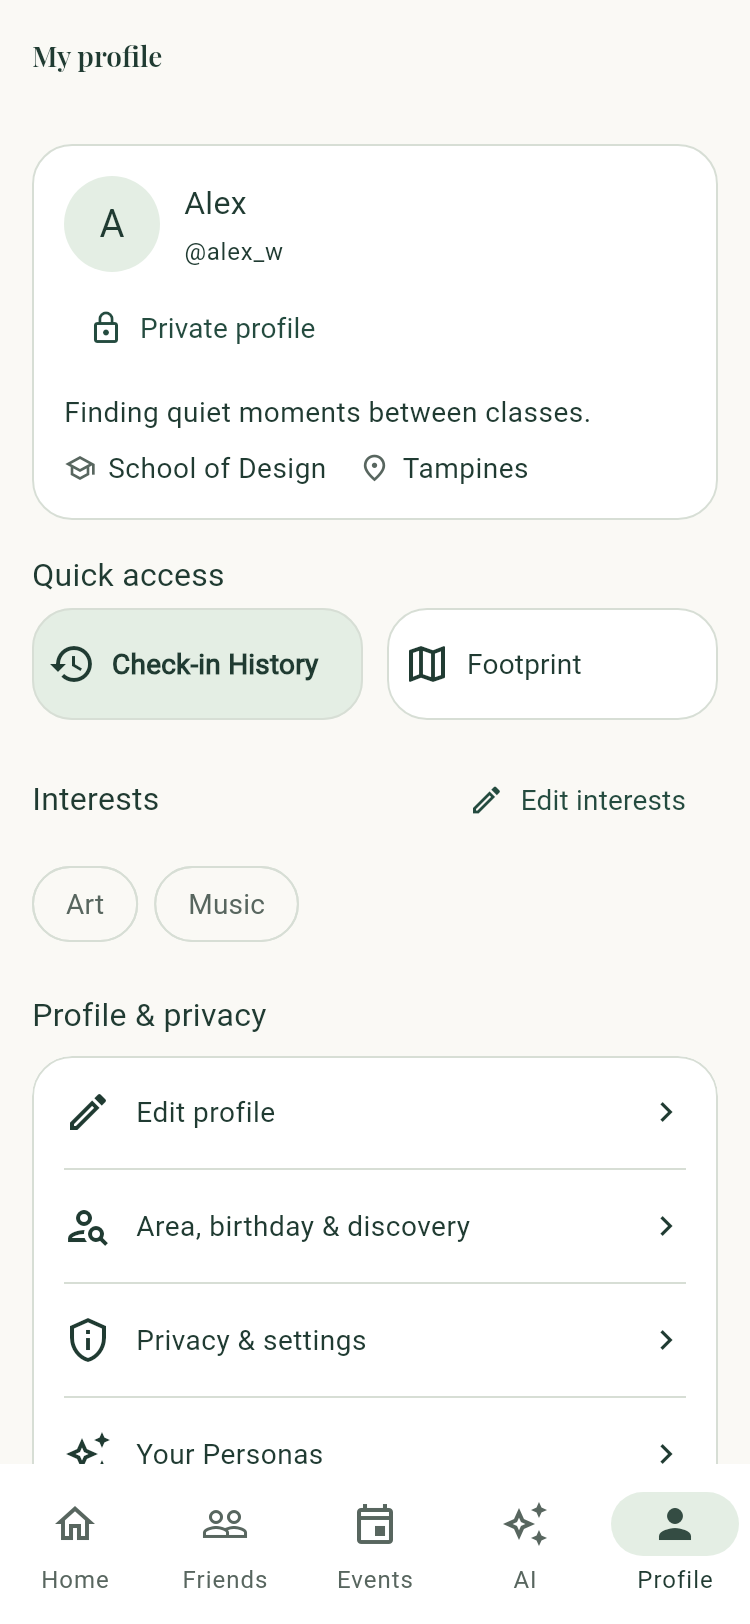 My profile
A
Alex
@alex_w
Private profile
Finding quiet moments between classes.
School of Design Tampines
Quick access
Check-in History Footprint
Interests Edit interests
Art Music
Profile & privacy
Edit profile
Area, birthday & discovery
Privacy & settings
Your Personas
Home Friends Events AI Profile